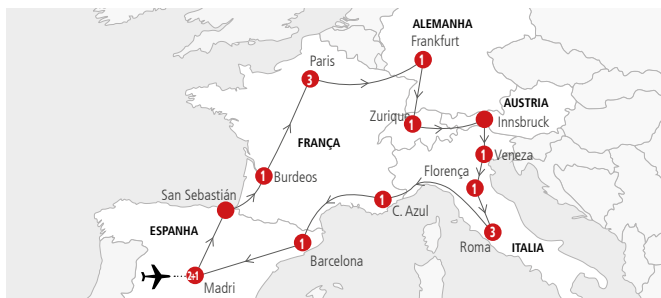 ALEMANHA
Frankfurt
1
Paris
3
Zurique
1
AUSTRIA
Innsbruck
FRANÇA
1
Veneza
1
Burdeos
Florença
1
San Sebastián
1
C. Azul
ESPANHA
3
Roma
ITALIA
1
Barcelona
2+1
Madri